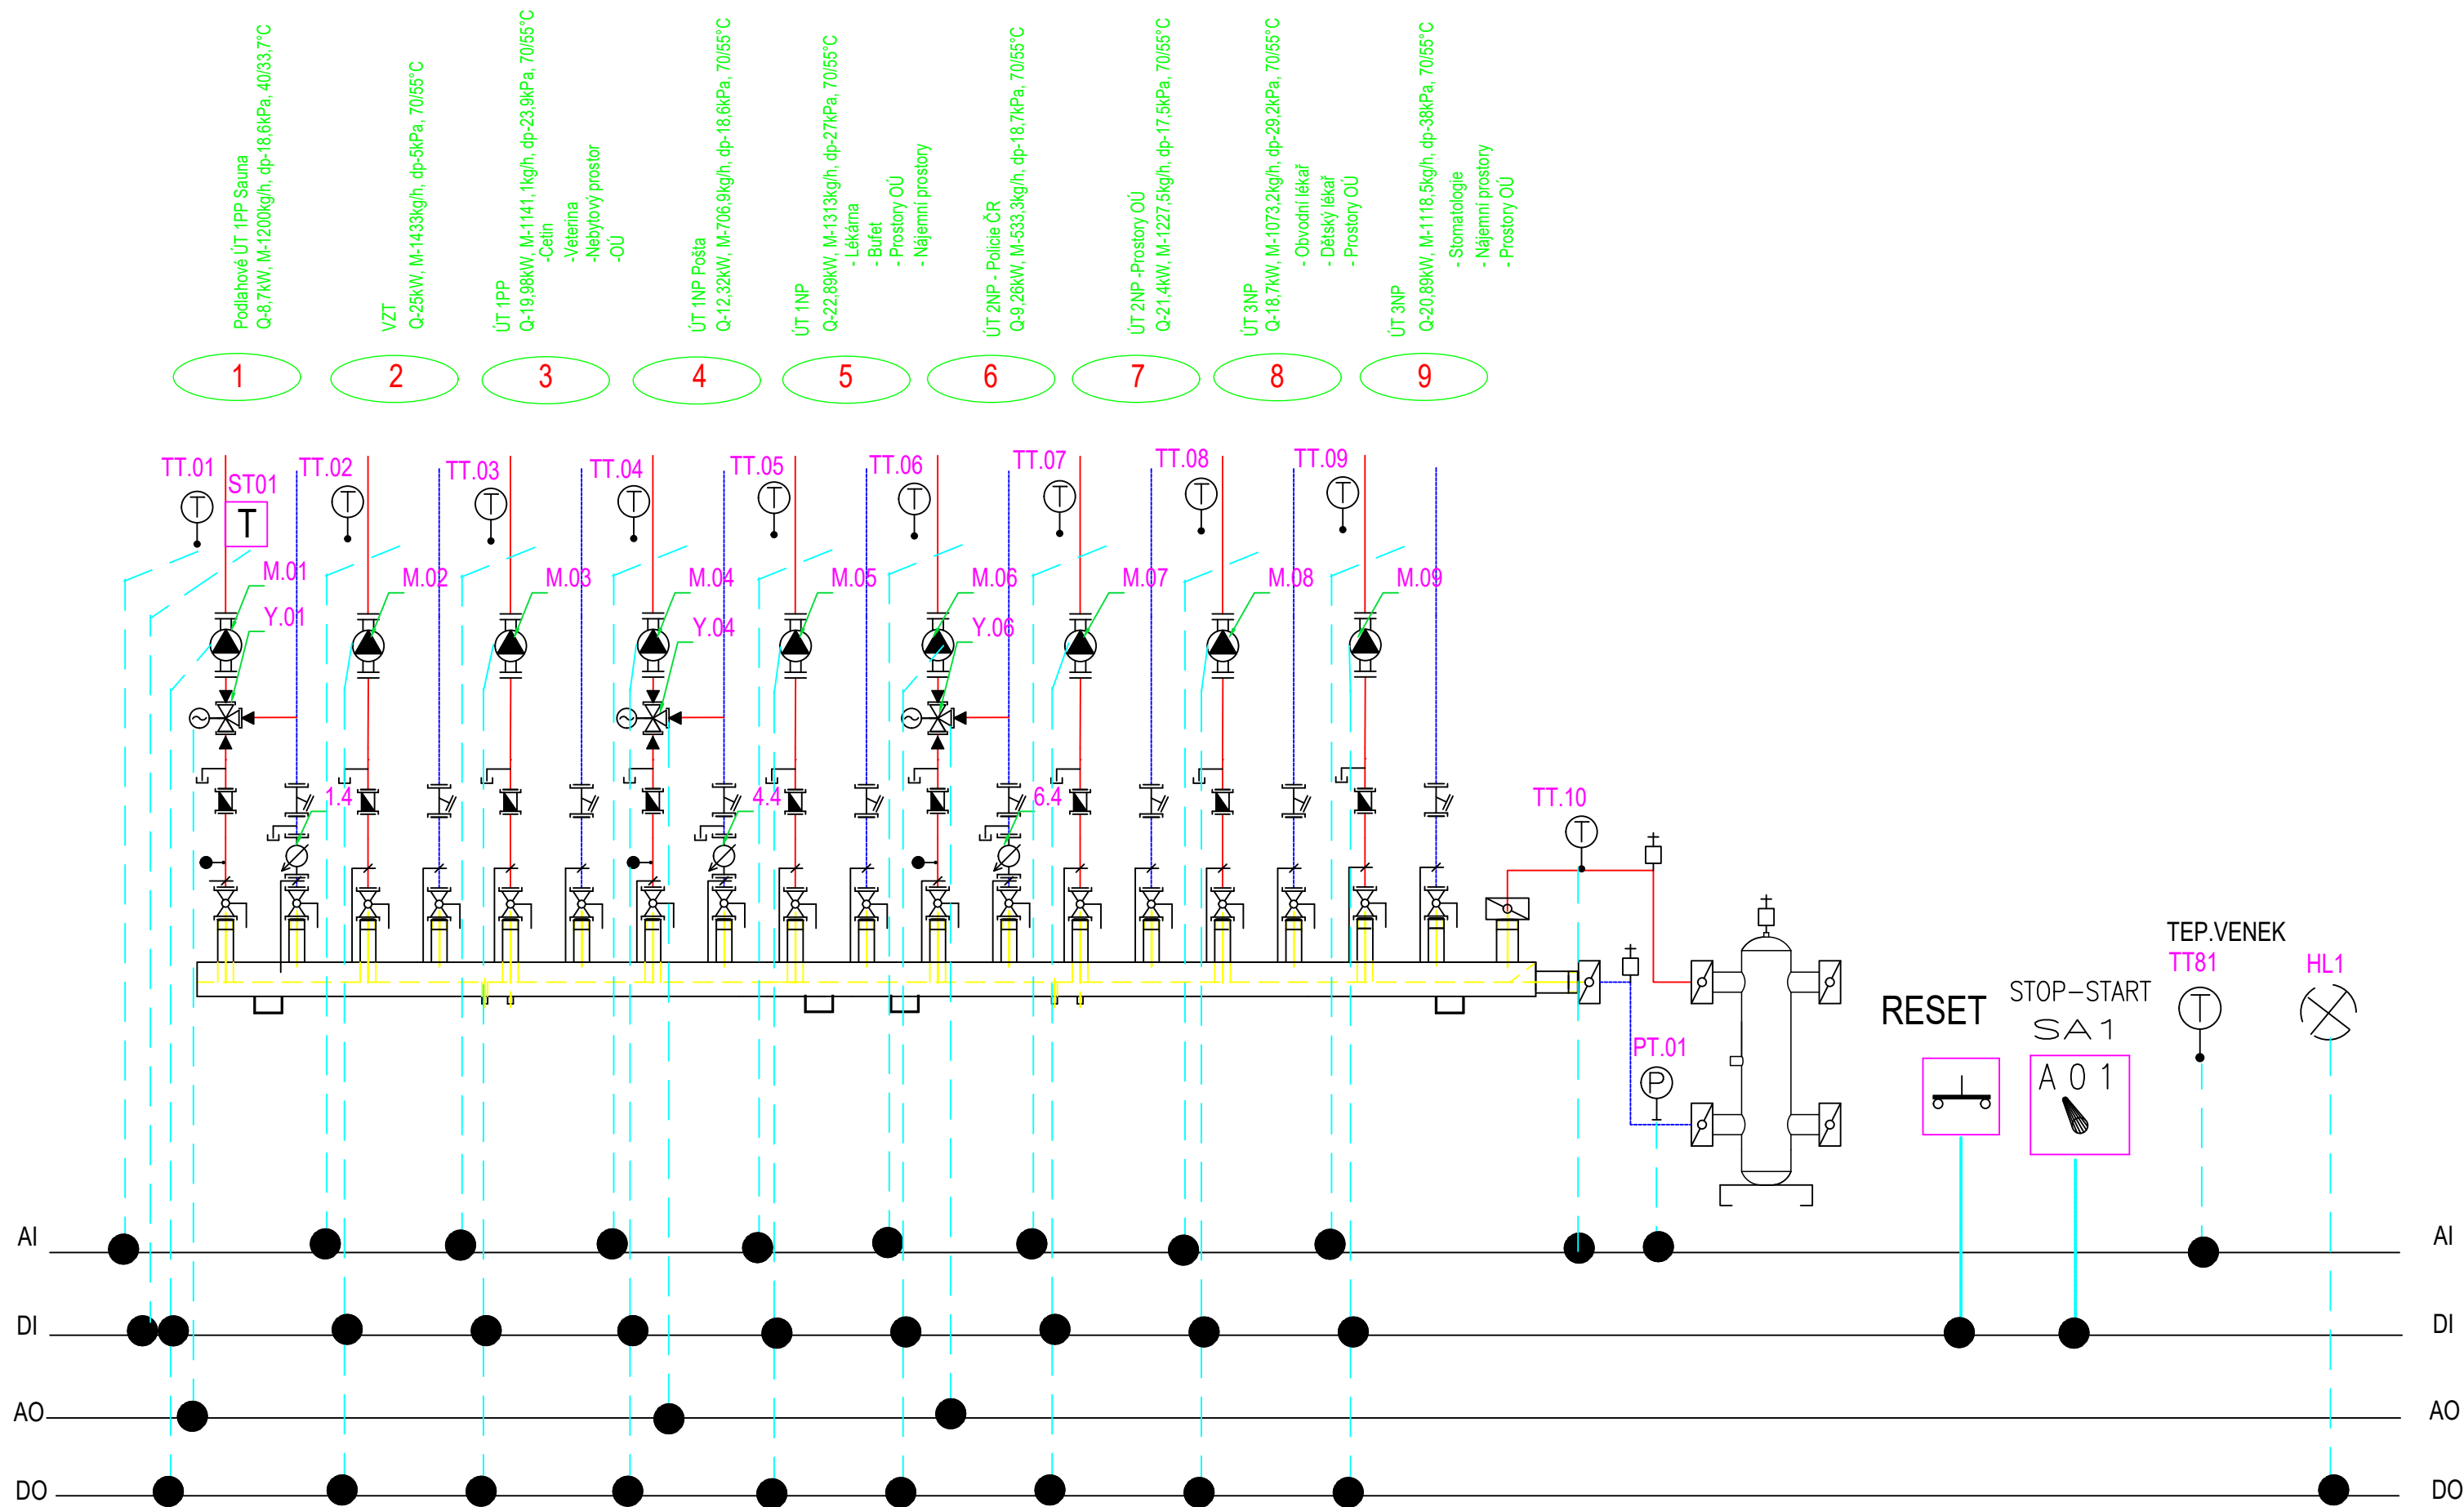 Podlahové ÚT 1PP Sauna
Q-8,7kW, M-1200kg/h, dp-18,6kPa, 40/33,7°C
VZT
Q-25kW, M-1433kg/h, dp-5kPa, 70/55°C
ÚT 1PP
Q-19,98kW, M-1141,1kg/h, dp-23,9kPa, 70/55°C
-Cetin
-Veterina
-Nebytový prostor
-OÚ
ÚT 1NP Pošta
Q-12,32kW, M-706,9kg/h, dp-18,6kPa, 70/55°C
ÚT 1NP
Q-22,89kW, M-1313kg/h, dp-27kPa, 70/55°C
- Lékárna
- Bufet
- Prostory OÚ
- Nájemní prostory
ÚT 2NP - Policie ČR
Q-9,26kW, M-533,3kg/h, dp-18,7kPa, 70/55°C
ÚT 2NP -Prostory OÚ
Q-21,4kW, M-1227,5kg/h, dp-17,5kPa, 70/55°C
ÚT 3NP
Q-18,7kW, M-1073,2kg/h, dp-29,2kPa, 70/55°C
- Obvodní lékař
- Dětský lékař
- Prostory OÚ
ÚT 3NP
Q-20,89kW, M-1118,5kg/h, dp-38kPa, 70/55°C
- Stomatologie
- Nájemní prostory
- Prostory OÚ
1 2 3 4 5 6 7 8 9
TT.01 TT.02 TT.03 TT.04 TT.05 TT.06 TT.07 TT.08 TT.09
ST01
T T T T T T T T T T
M.01 M.02 M.03 M.04 M.05 M.06 M.07 M.08 M.09
Y.01 Y.04 Y.06
1.4 4.4 6.4
TT.10
T
TEP.VENEK
TT81
T
HL1
RESET
STOP-START
SA1
A 0 1
PT.01
P
AI AI
DI DI
AO AO
DO DO